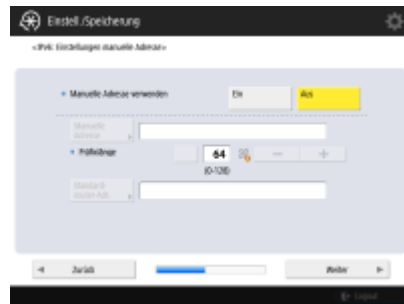 Einstell./Speicherung
<IPv6: Einstellungen manuelle Adresse>
Manuelle Adresse verwenden
Ein
Aus
Manuelle
Adresse
Präfixlänge
64
(0-128)
Standard-
router-Adr.
Zurück
Weiter
Logout